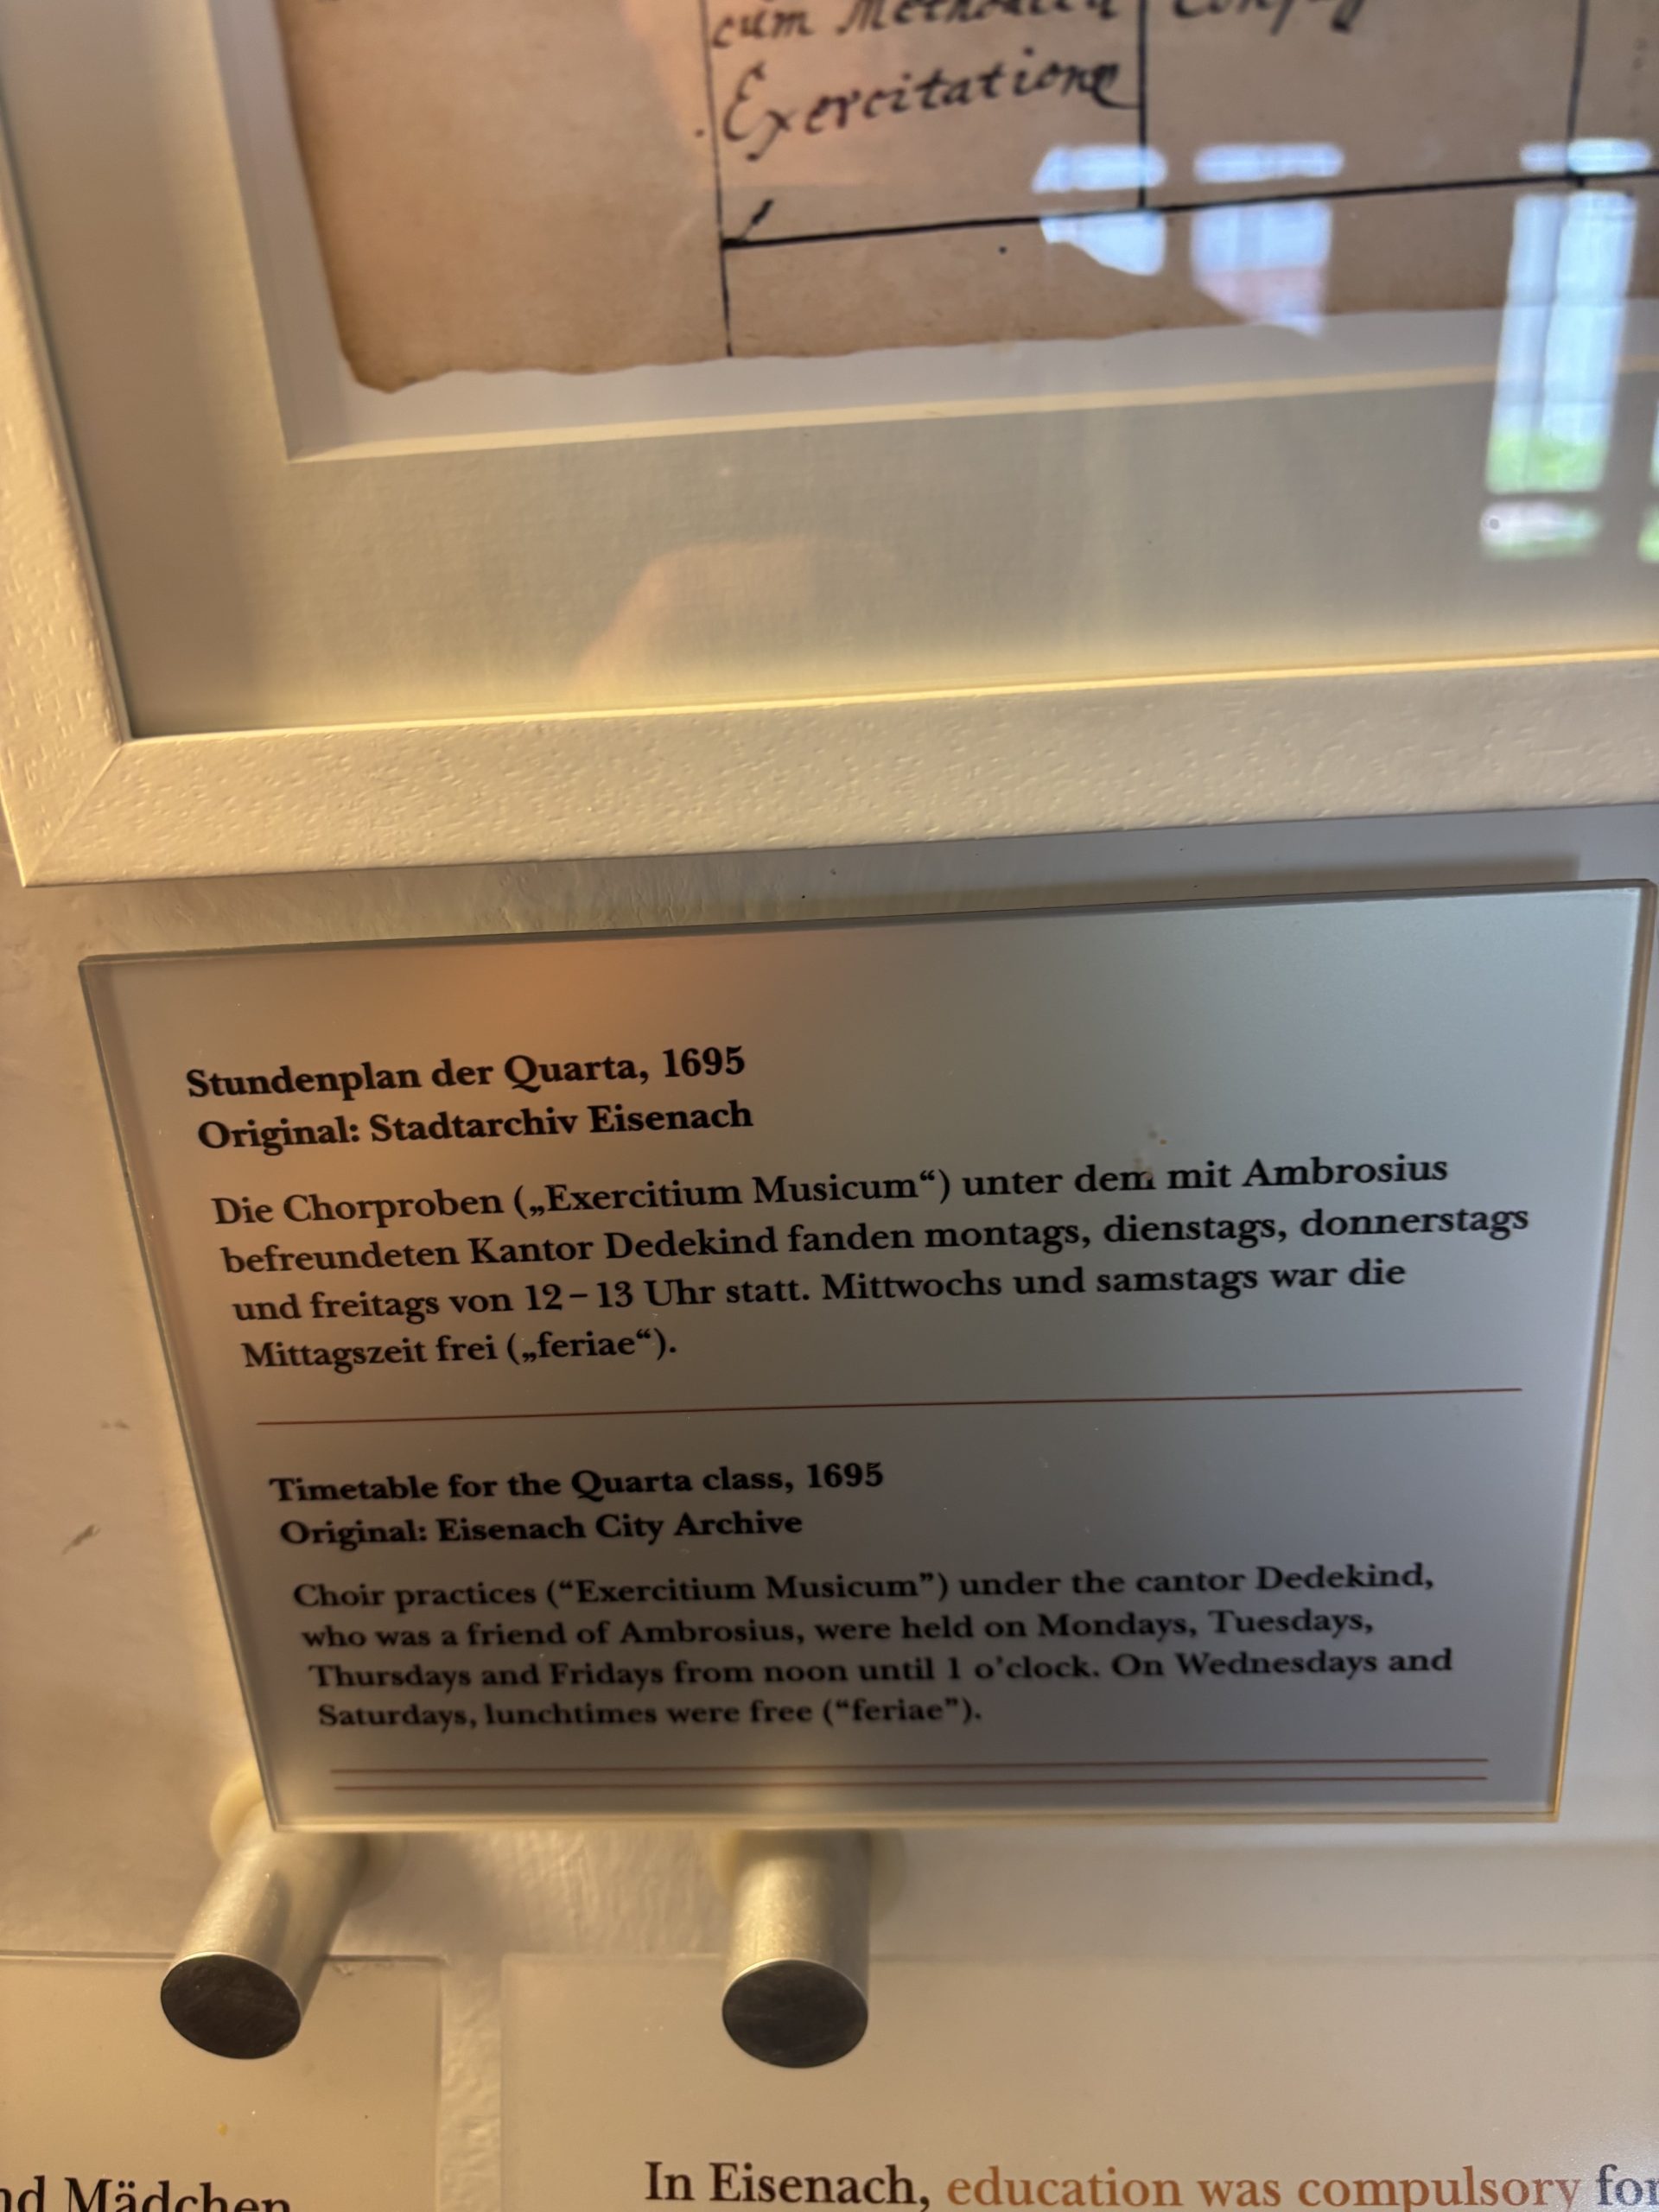 cum
Exercitatione
Stundenplan der Quarta, 1695
Original: Stadtarchiv Eisenach
Die Chorproben („Exercitium Musicum“) unter dem mit Ambrosius
befreundeten Kantor Dedekind fanden montags, dienstags, donnerstags
und freitags von 12 – 13 Uhr statt. Mittwochs und samstags war die
Mittagszeit frei („feriae“).
Timetable for the Quarta class, 1695
Original: Eisenach City Archive
Choir practices (“Exercitium Musicum”) under the cantor Dedekind,
who was a friend of Ambrosius, were held on Mondays, Tuesdays,
Thursdays and Fridays from noon until 1 o’clock. On Wednesdays and
Saturdays, lunchtimes were free (“feriae”).
nd Mädchen
In Eisenach, education was compulsory for